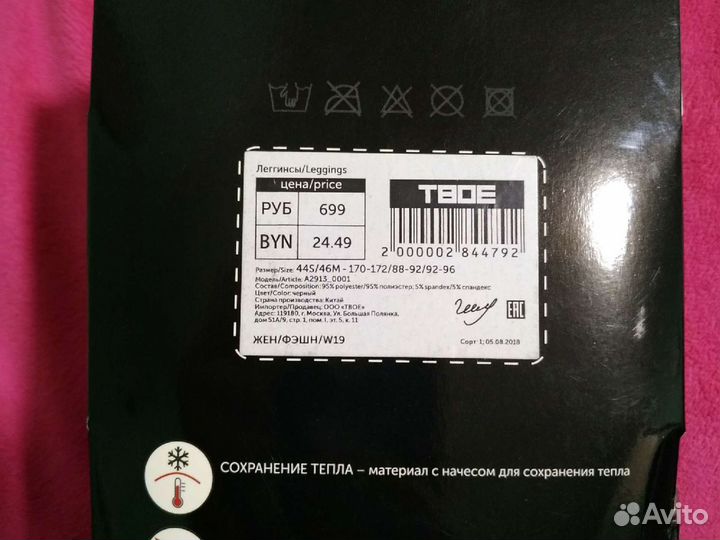 Леггинсы/Leggings
цена/price
РУБ 699
BYN 24.49
ТВОЕ
2 000002 844792
Размер/Size: 44S/46M - 170-172/88-92/92-96
Модель/Article: A2913_0001
Состав/Composition: 95% polyester/95% полиэстер; 5% spandex/5% спандекс
Цвет/Color: черный
Страна производства: Китай
Импортер/Продавец: ООО «ТВОЕ»
Адрес: 119180, г. Москва, Ул. Большая Полянка,
дом 51А/9, стр. 1, пом. I, эт. 5, к. 11
EAC
ЖЕН/ФЭШН/W19
Сорт: 1; 05.08.2018
СОХРАНЕНИЕ ТЕПЛА – материал с начесом для сохранения тепла
Avito